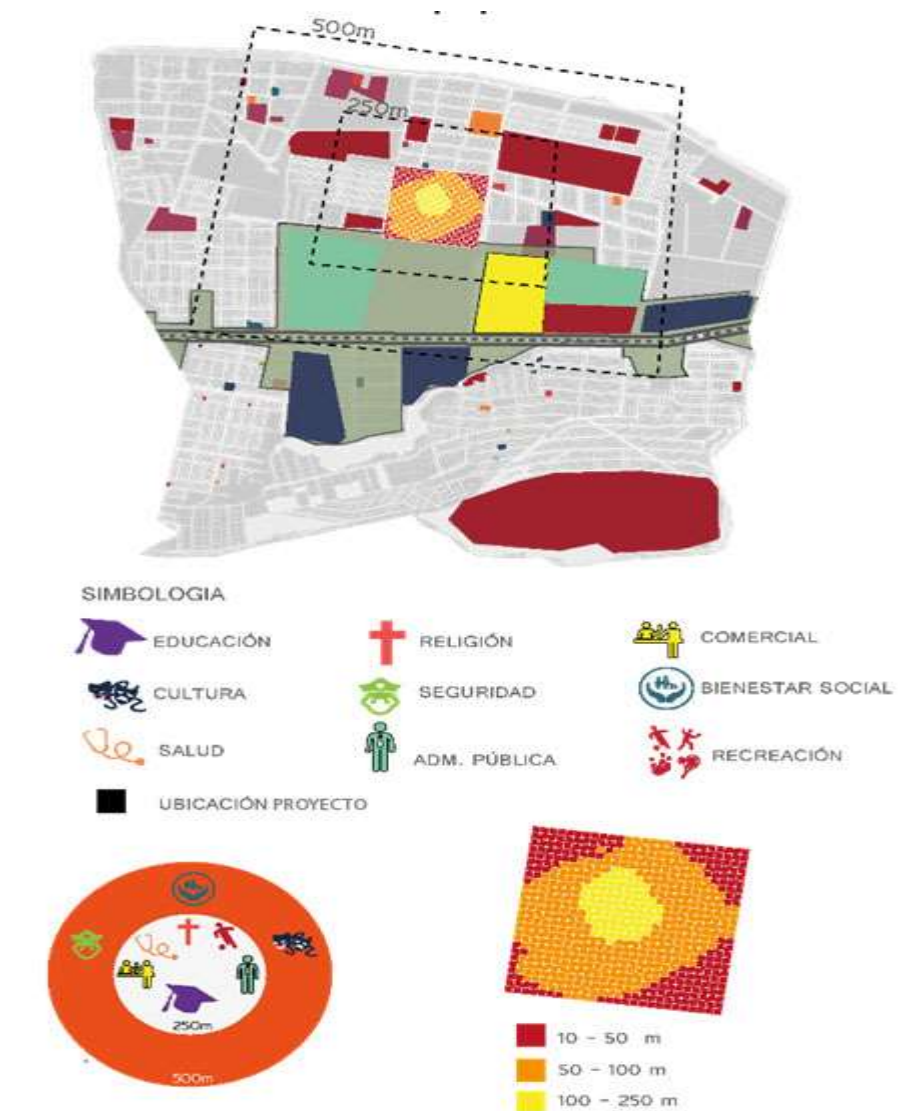 500m
250m
SIMBOLOGIA
EDUCACIÓN
RELIGIÓN
COMERCIAL
CULTURA
SEGURIDAD
BIENESTAR SOCIAL
SALUD
ADM. PÚBLICA
RECREACIÓN
UBICACIÓN PROYECTO
250m
500m
10 - 50 m
50 - 100 m
100 - 250 m